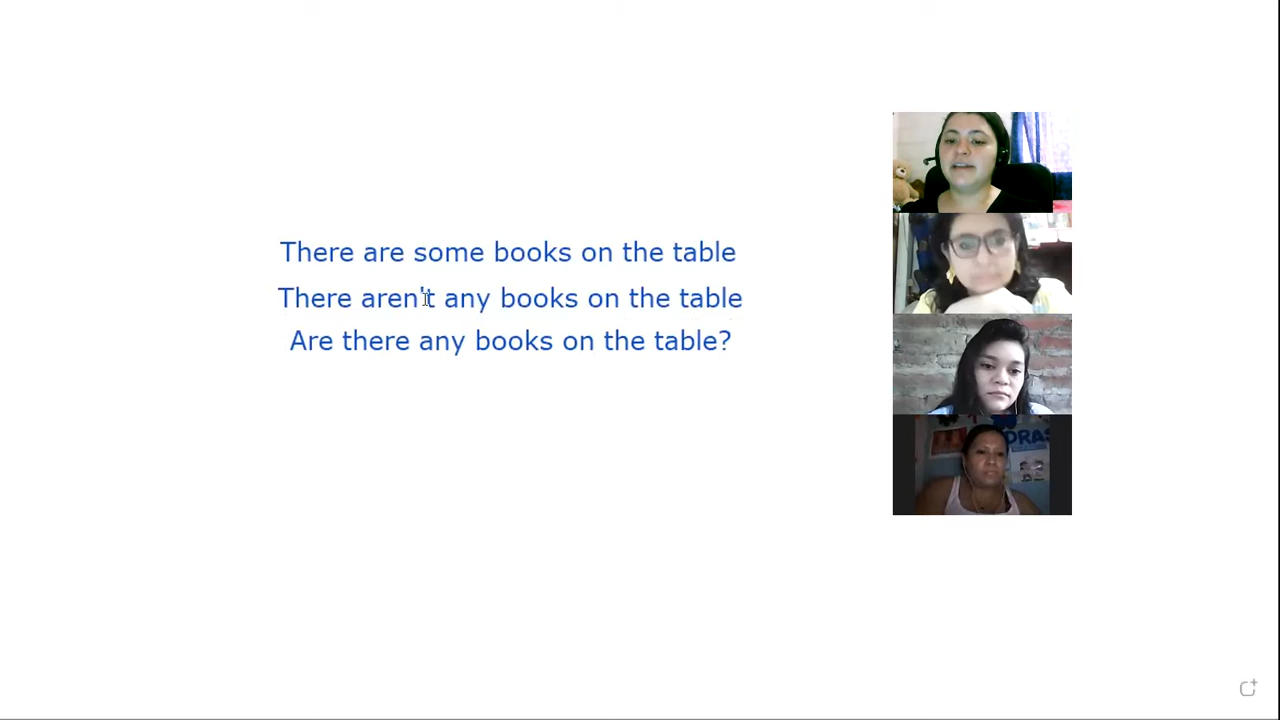 There are some books on the table
There aren't any books on the table
Are there any books on the table?
DRAS